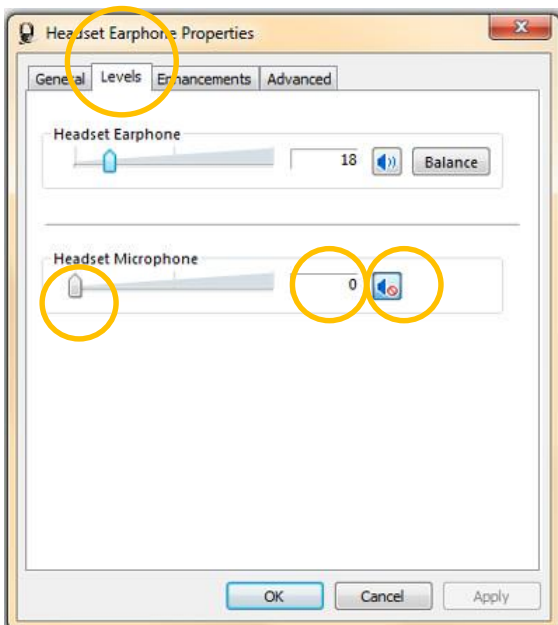 Headset Earphone Properties
General Levels Enhancements Advanced
Headset Earphone
18 Balance
Headset Microphone
0
OK Cancel Apply